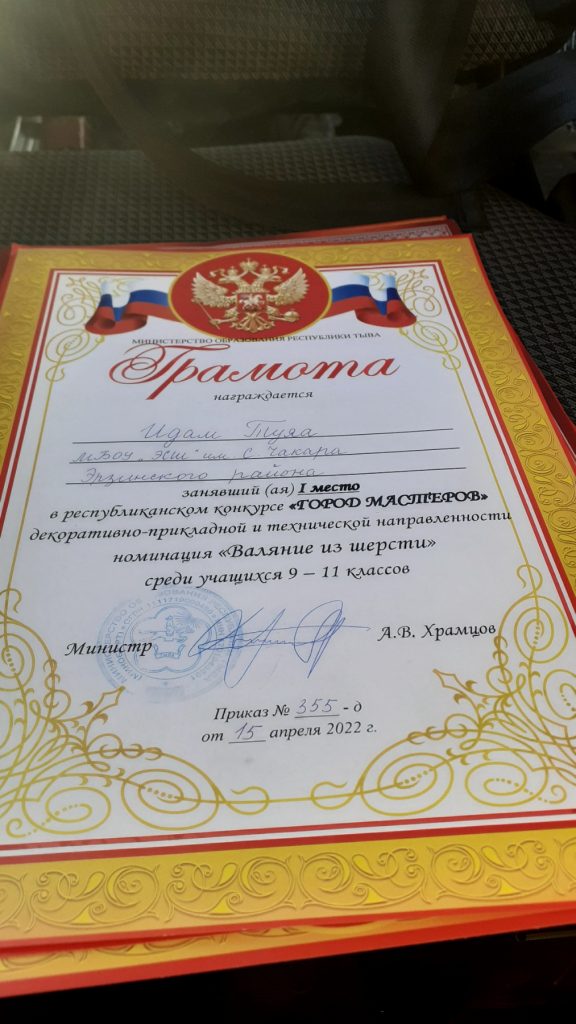 МИНИСТЕРСТВО ОБРАЗОВАНИЯ РЕСПУБЛИКИ ТЫВА
Грамота
награждается
Идам Туяа
МБОУ "ЭСШ" им С. Чакара
Эрзинского района
занявший (ая) I место
в республиканском конкурсе «ГОРОД МАСТЕРОВ»
декоративно-прикладной и технической направленности
номинация «Валяние из шерсти»
среди учащихся 9 – 11 классов
Министр А.В. Храмцов
Приказ № 355 - д
от 15 апреля 2022 г.